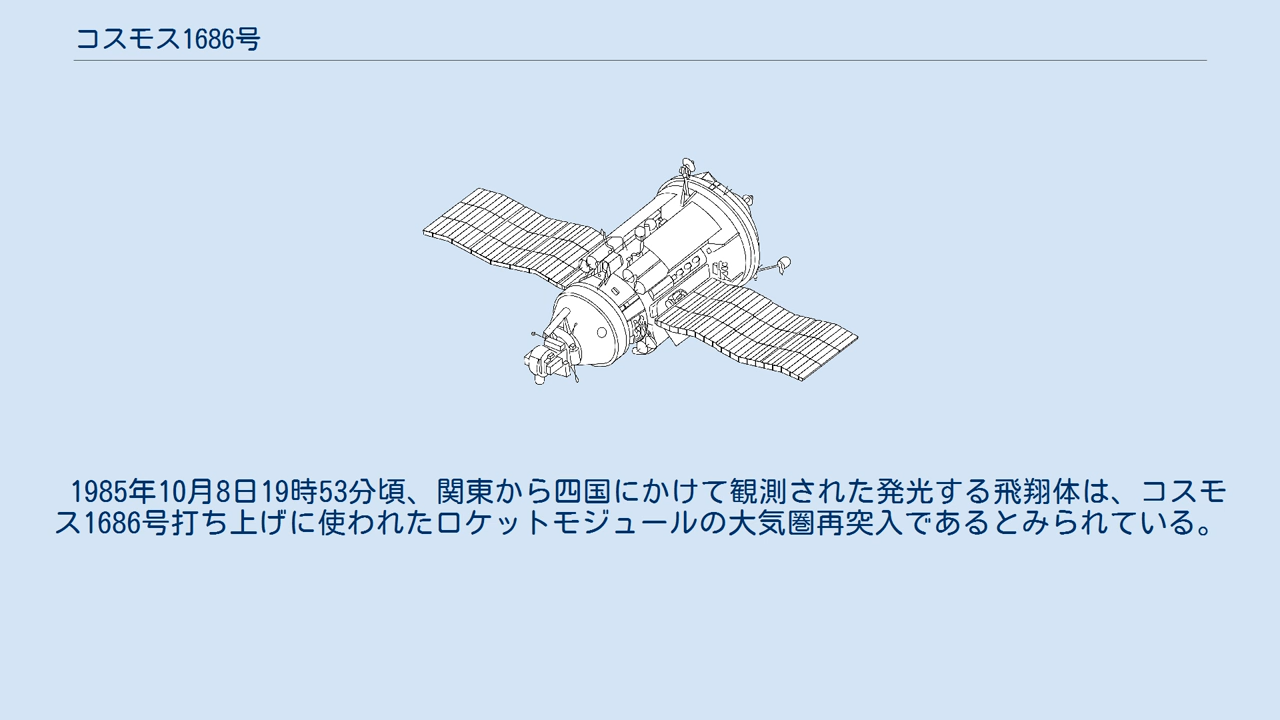 コスモス1686号
1985年10月8日19時53分頃、関東から四国にかけて観測された発光する飛翔体は、コスモ
ス1686号打ち上げに使われたロケットモジュールの大気圏再突入であるとみられている。